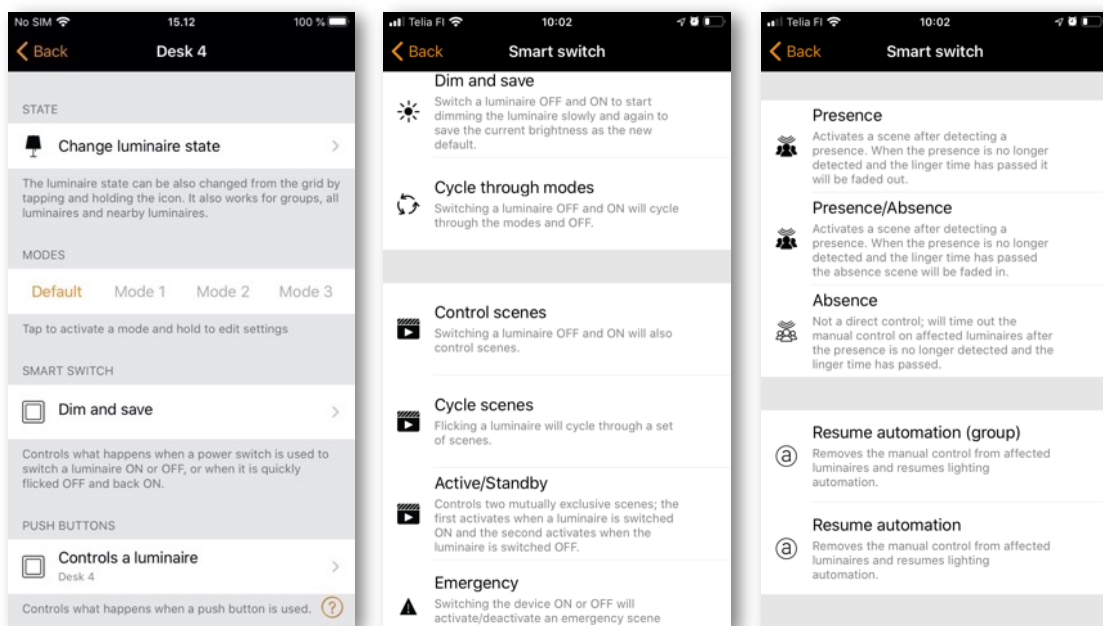 No SIM 15.12 100 %
Back Desk 4
STATE
Change luminaire state
The luminaire state can be also changed from the grid by
tapping and holding the icon. It also works for groups, all
luminaires and nearby luminaires.
MODES
Default Mode 1 Mode 2 Mode 3
Tap to activate a mode and hold to edit settings
SMART SWITCH
Dim and save
Controls what happens when a power switch is used to
switch a luminaire ON or OFF, or when it is quickly
flicked OFF and back ON.
PUSH BUTTONS
Controls a luminaire
Desk 4
Controls what happens when a push button is used. ?
Telia FI 10:02
Back Smart switch
Dim and save
Switch a luminaire OFF and ON to start
dimming the luminaire slowly and again to
save the current brightness as the new
default.
Cycle through modes
Switching a luminaire OFF and ON will cycle
through the modes and OFF.
Control scenes
Switching a luminaire OFF and ON will also
control scenes.
Cycle scenes
Flicking a luminaire will cycle through a set
of scenes.
Active/Standby
Controls two mutually exclusive scenes; the
first activates when a luminaire is switched
ON and the second activates when the
luminaire is switched OFF.
Emergency
Switching the device ON or OFF will
activate/deactivate an emergency scene
Telia FI 10:02
Back Smart switch
Presence
Activates a scene after detecting a
presence. When the presence is no longer
detected and the linger time has passed it
will be faded out.
Presence/Absence
Activates a scene after detecting a
presence. When the presence is no longer
detected and the linger time has passed
the absence scene will be faded in.
Absence
Not a direct control; will time out the
manual control on affected luminaires after
the presence is no longer detected and the
linger time has passed.
Resume automation (group)
a Removes the manual control from affected
luminaires and resumes lighting
automation.
Resume automation
a Removes the manual control from affected
luminaires and resumes lighting
automation.